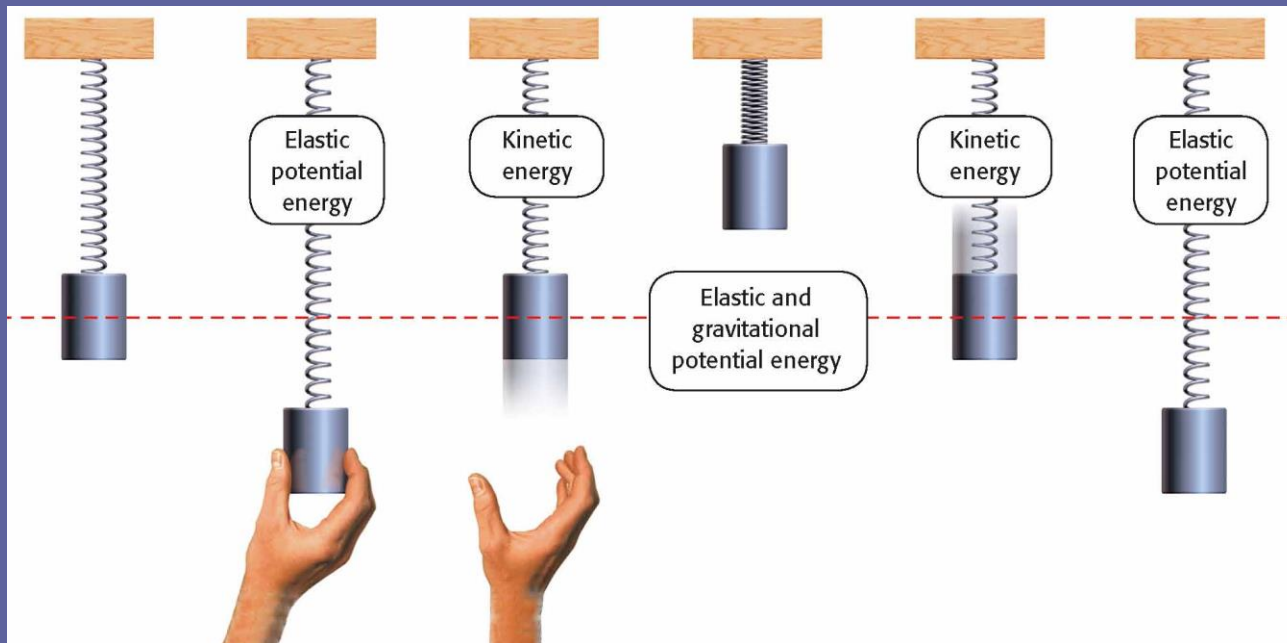 Elastic
potential
energy
Kinetic
energy
Elastic and
gravitational
potential energy
Kinetic
energy
Elastic
potential
energy